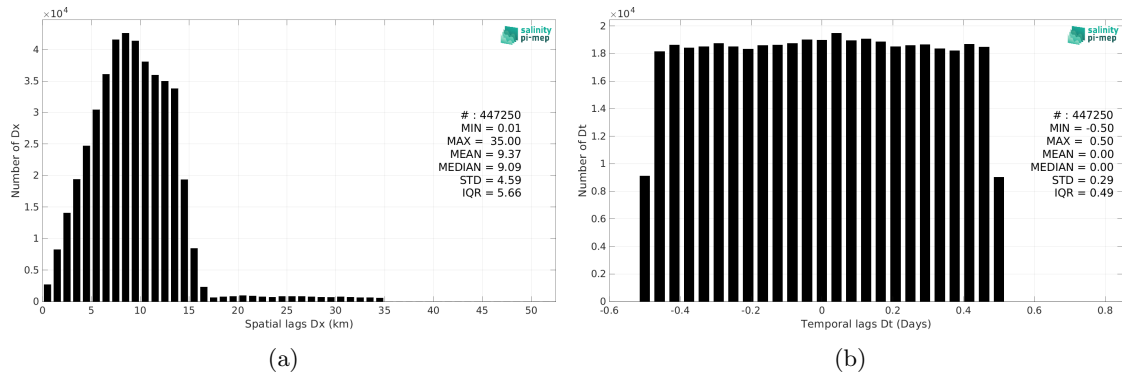 ×10⁴
4
3.5
3
2.5
2
1.5
1
0.5
0
Number of Dx
0 5 10 15 20 25 30 35 40 45 50
Spatial lags Dx (km)
salinity
pi-mep
# : 447250
MIN = 0.01
MAX = 35.00
MEAN = 9.37
MEDIAN = 9.09
STD = 4.59
IQR = 5.66
(a)
×10⁴
2
1.8
1.6
1.4
1.2
1
0.8
0.6
0.4
0.2
0
Number of Dt
-0.6 -0.4 -0.2 0 0.2 0.4 0.6 0.8
Temporal lags Dt (Days)
salinity
pi-mep
# : 447250
MIN = -0.50
MAX = 0.50
MEAN = 0.00
MEDIAN = 0.00
STD = 0.29
IQR = 0.49
(b)